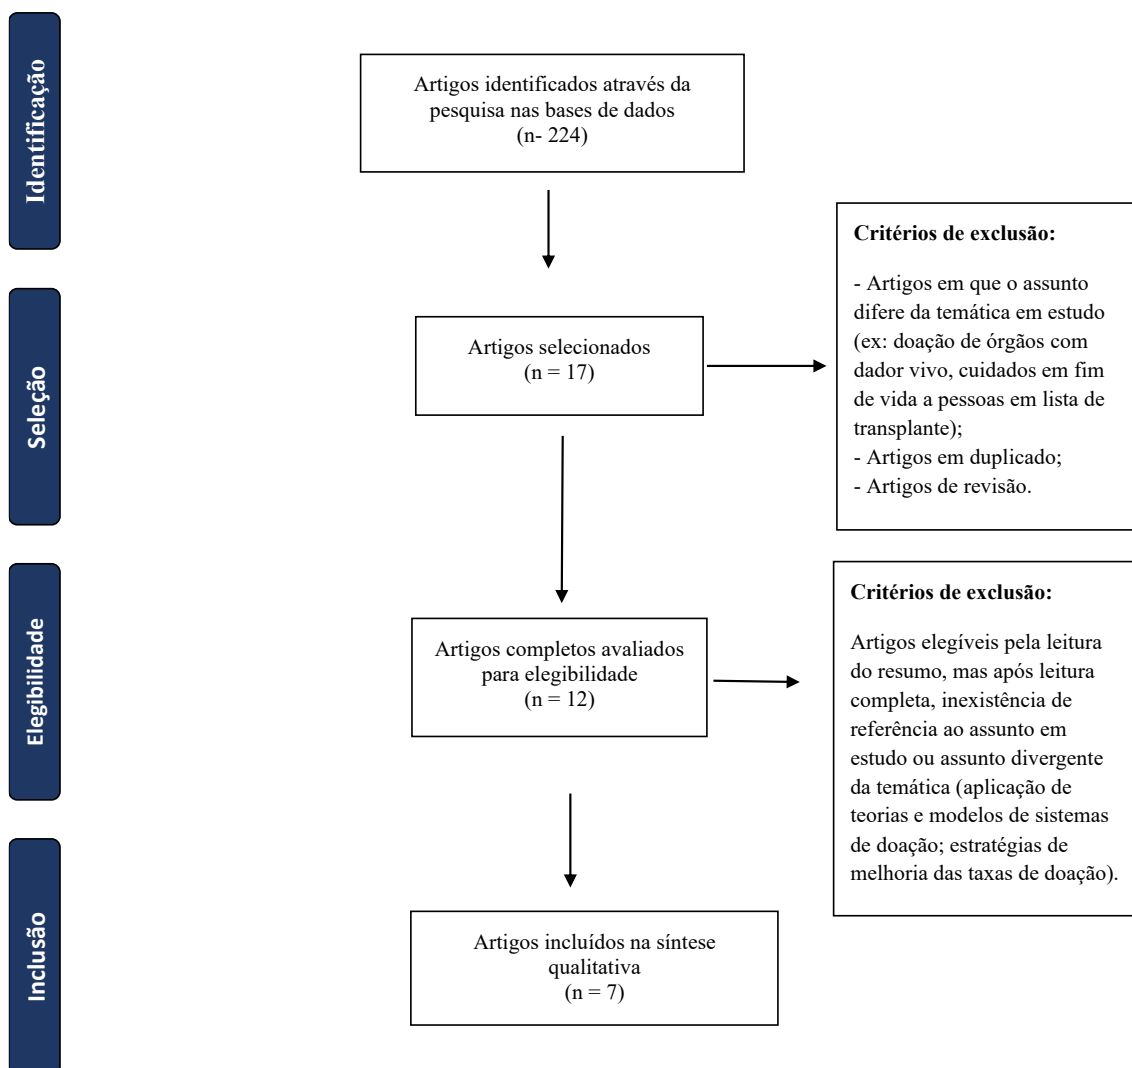 Identificação
Artigos identificados através da
pesquisa nas bases de dados
(n- 224)
Seleção
Artigos selecionados
(n = 17)
Critérios de exclusão:
- Artigos em que o assunto
difere da temática em estudo
(ex: doação de órgãos com
dador vivo, cuidados em fim
de vida a pessoas em lista de
transplante);
- Artigos em duplicado;
- Artigos de revisão.
Elegibilidade
Artigos completos avaliados
para elegibilidade
(n = 12)
Critérios de exclusão:
Artigos elegíveis pela leitura
do resumo, mas após leitura
completa, inexistência de
referência ao assunto em
estudo ou assunto divergente
da temática (aplicação de
teorias e modelos de sistemas
de doação; estratégias de
melhoria das taxas de doação).
Inclusão
Artigos incluídos na síntese
qualitativa
(n = 7)